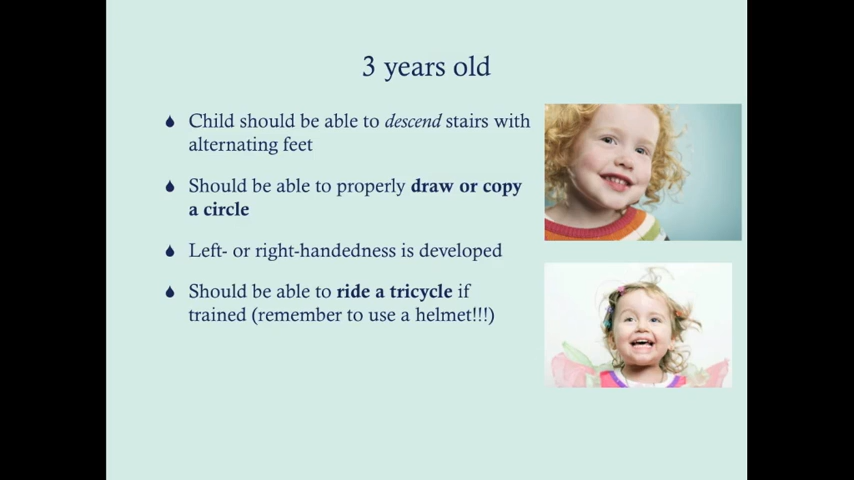 3 years old
Child should be able to descend stairs with
alternating feet
Should be able to properly draw or copy
a circle
Left- or right-handedness is developed
Should be able to ride a tricycle if
trained (remember to use a helmet!!!)